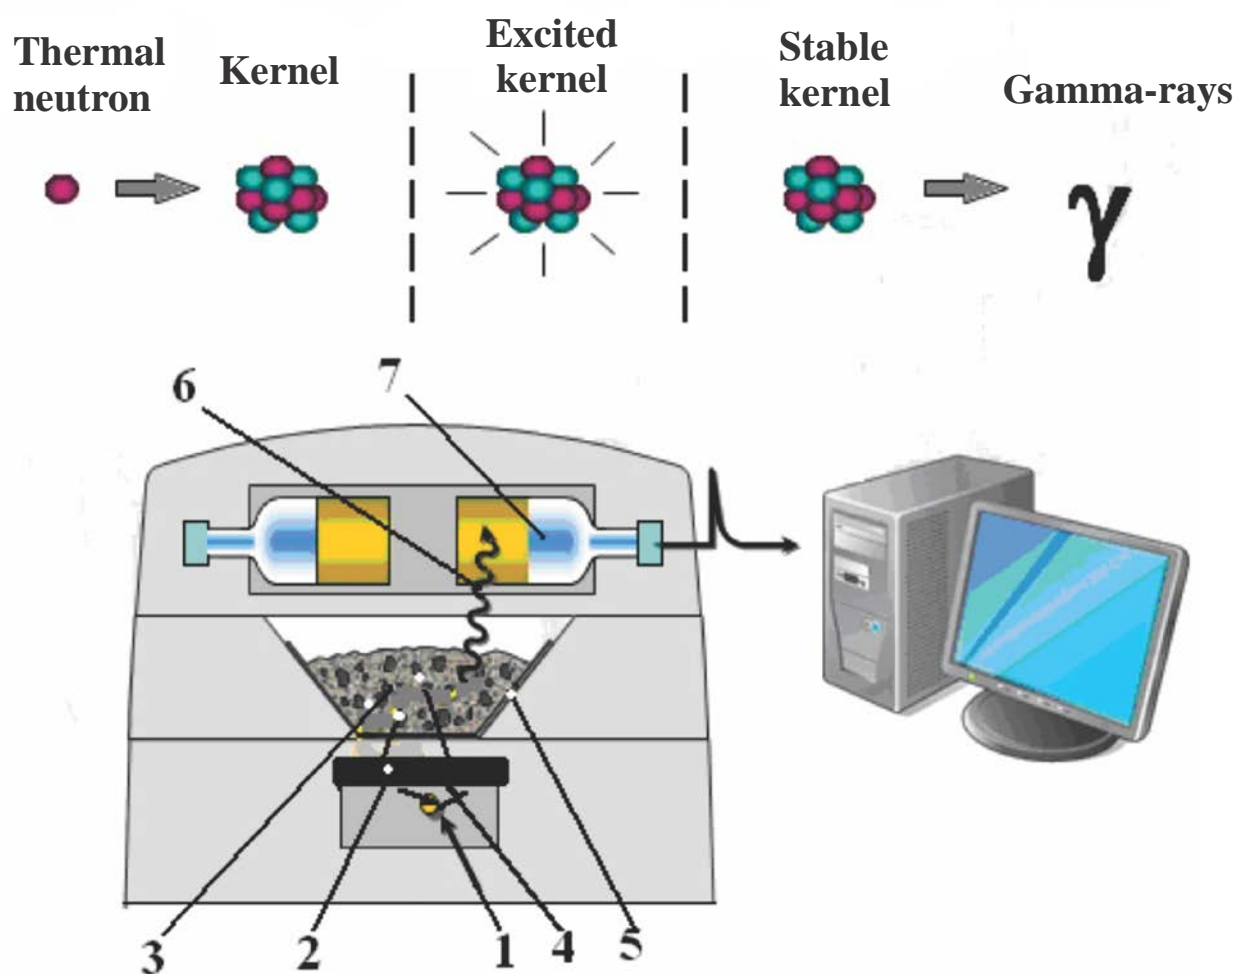 Thermal
neutron
Kernel
Excited
kernel
Stable
kernel
Gamma-rays
γ
6
7
3
2
1
4
5